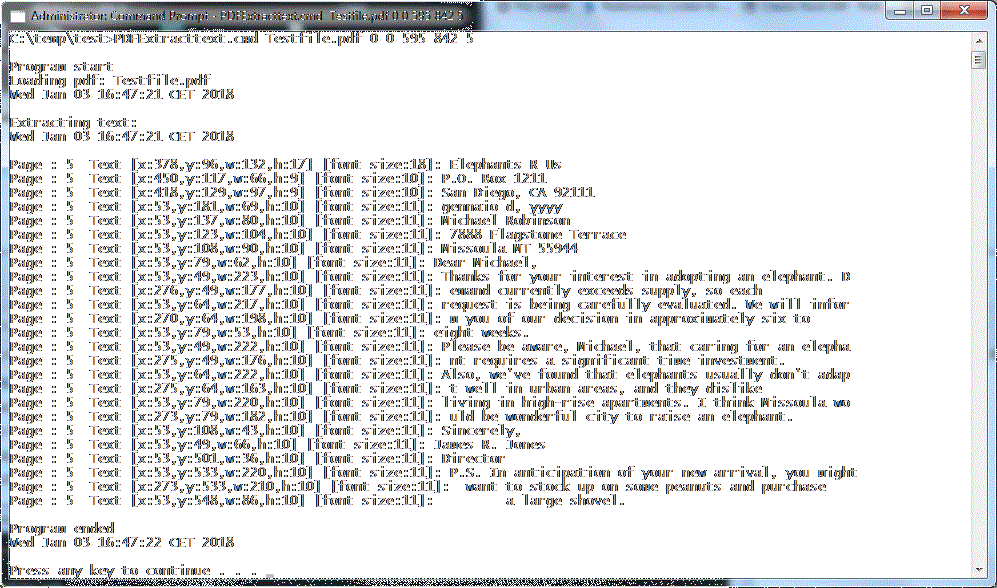 Administrator: Command Prompt - PDFExtracttext.cmd Testfile.pdf 0 0 595 842 5
C:\temp\test>PDFExtracttext.cmd Testfile.pdf 0 0 595 842 5
Program start
Loading pdf: Testfile.pdf
Wed Jan 03 16:47:21 CET 2018
Extracting text:
Wed Jan 03 16:47:21 CET 2018
Page : 5  Text [x:378,y:96,w:132,h:17] [font size:18]: Elephants R Us
Page : 5  Text [x:450,y:117,w:66,h:9] [font size:10]: P.O. Box 1211
Page : 5  Text [x:418,y:129,w:97,h:9] [font size:10]: San Diego, CA 92111
Page : 5  Text [x:53,y:181,w:69,h:10] [font size:11]: gennaio d, yyyy
Page : 5  Text [x:53,y:137,w:80,h:10] [font size:11]: Michael Robinson
Page : 5  Text [x:53,y:123,w:104,h:10] [font size:11]: 7888 Flagstone Terrace
Page : 5  Text [x:53,y:108,w:90,h:10] [font size:11]: Missoula MT 55944
Page : 5  Text [x:53,y:79,w:62,h:10] [font size:11]: Dear Michael,
Page : 5  Text [x:53,y:49,w:223,h:10] [font size:11]: Thanks for your interest in adopting an elephant. D
Page : 5  Text [x:276,y:49,w:177,h:10] [font size:11]: emand currently exceeds supply, so each
Page : 5  Text [x:53,y:64,w:217,h:10] [font size:11]: request is being carefully evaluated. We will infor
Page : 5  Text [x:270,y:64,w:198,h:10] [font size:11]: m you of our decision in approximately six to
Page : 5  Text [x:53,y:79,w:53,h:10] [font size:11]: eight weeks.
Page : 5  Text [x:53,y:49,w:222,h:10] [font size:11]: Please be aware, Michael, that caring for an elepha
Page : 5  Text [x:275,y:49,w:176,h:10] [font size:11]: nt requires a significant time investment.
Page : 5  Text [x:53,y:64,w:222,h:10] [font size:11]: Also, we've found that elephants usually don't adap
Page : 5  Text [x:275,y:64,w:163,h:10] [font size:11]: t well in urban areas, and they dislike
Page : 5  Text [x:53,y:79,w:220,h:10] [font size:11]: living in high-rise apartments. I think Missoula wo
Page : 5  Text [x:273,y:79,w:182,h:10] [font size:11]: uld be wonderful city to raise an elephant.
Page : 5  Text [x:53,y:108,w:43,h:10] [font size:11]: Sincerely,
Page : 5  Text [x:53,y:49,w:66,h:10] [font size:11]: James R. Jones
Page : 5  Text [x:53,y:501,w:36,h:10] [font size:11]: Director
Page : 5  Text [x:53,y:533,w:220,h:10] [font size:11]: P.S. In anticipation of your new arrival, you might
Page : 5  Text [x:273,y:533,w:210,h:10] [font size:11]:  want to stock up on some peanuts and purchase
Page : 5  Text [x:53,y:548,w:86,h:10] [font size:11]:         a large shovel.
Program ended
Wed Jan 03 16:47:22 CET 2018
Press any key to continue . . .